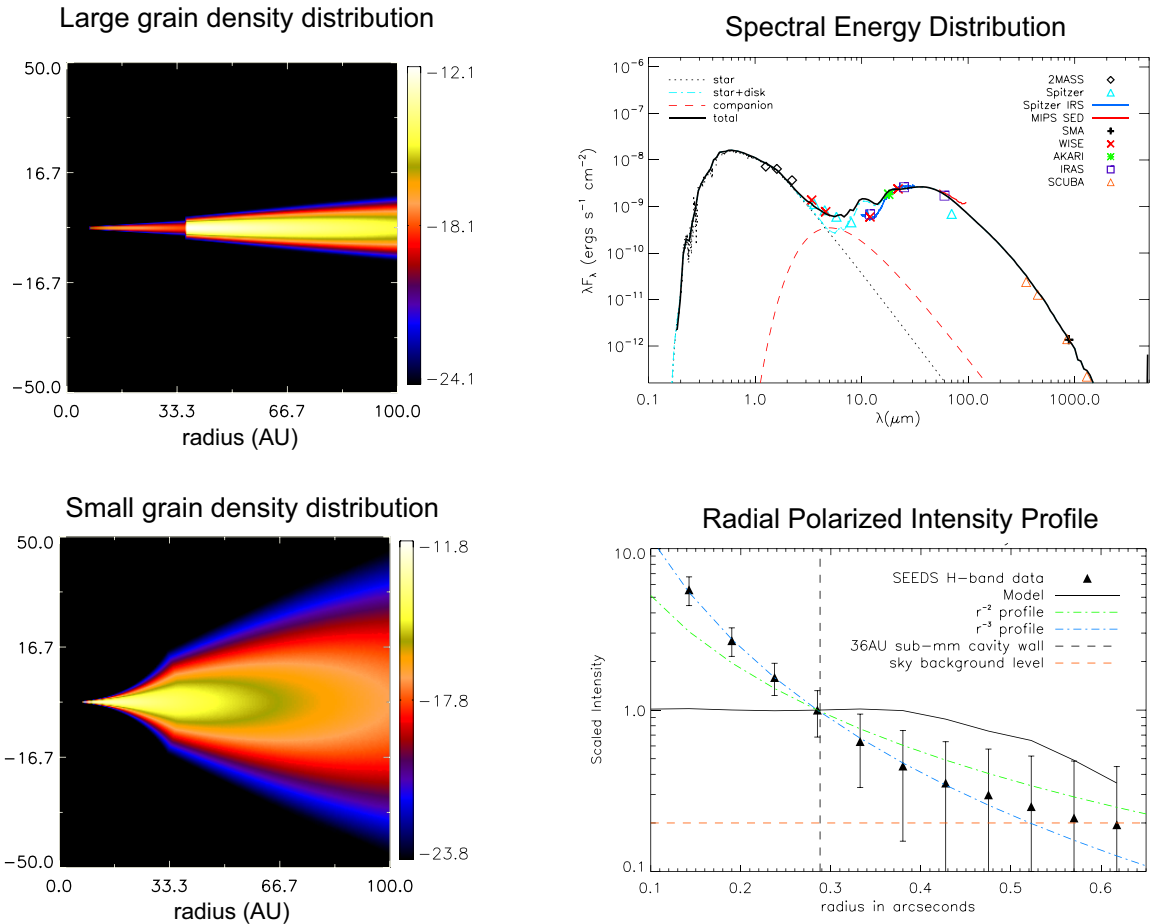 Large grain density distribution
50.0
16.7
−16.7
−50.0
0.0 33.3 66.7 100.0
radius (AU)
−12.1
−18.1
−24.1
Spectral Energy Distribution
10−6
10−7
10−8
10−9
10−10
10−11
10−12
λFλ (ergs s−1 cm−2)
star
star+disk
companion
total
2MASS
Spitzer
Spitzer IRS
MIPS SED
SMA
WISE
AKARI
IRAS
SCUBA
0.1 1.0 10.0 100.0 1000.0
λ(μm)
Small grain density distribution
50.0
16.7
−16.7
−50.0
0.0 33.3 66.7 100.0
radius (AU)
−11.8
−17.8
−23.8
Radial Polarized Intensity Profile
10.0
1.0
0.1
Scaled Intensity
SEEDS H−band data
Model
r−2 profile
r−3 profile
36AU sub−mm cavity wall
sky background level
0.1 0.2 0.3 0.4 0.5 0.6
radius in arcseconds